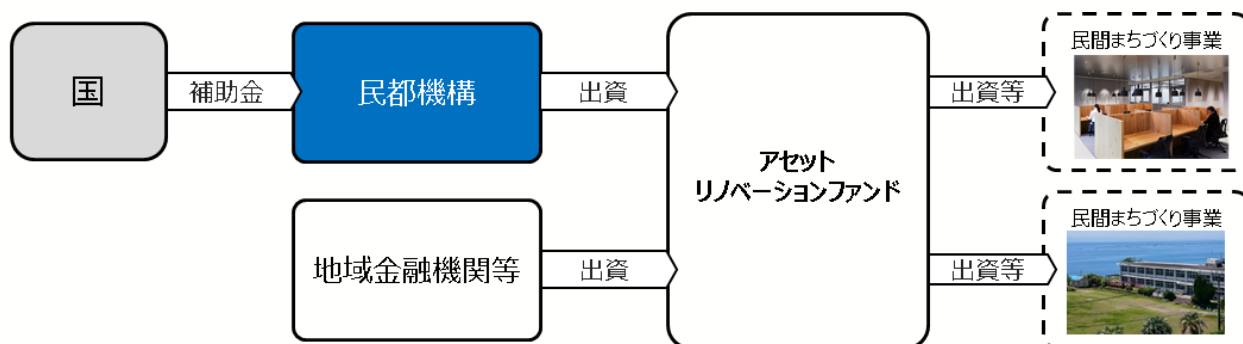 国
補助金
民都機構
出資
アセット
リノベーションファンド
出資等
民間まちづくり事業
地域金融機関等
出資
出資等
民間まちづくり事業